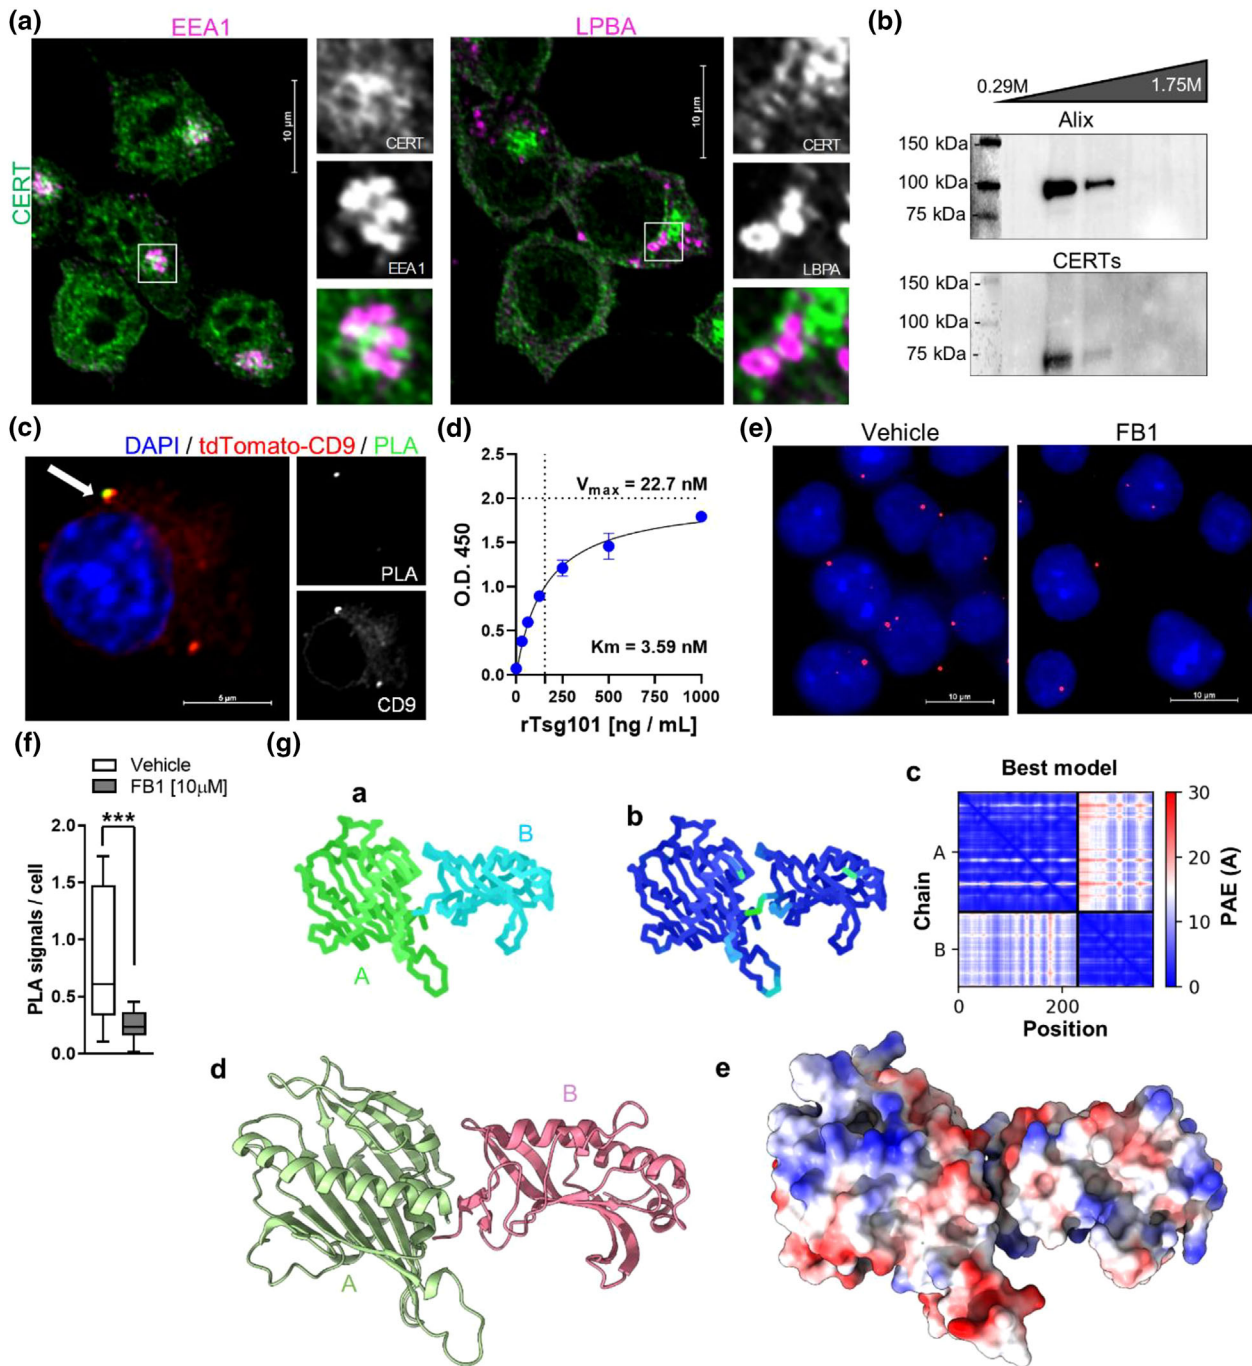 (a)
EEA1
LPBA
CERT
10 μm
CERT
EEA1
10 μm
CERT
LBPA
(b)
0.29M
1.75M
Alix
150 kDa
100 kDa
75 kDa
CERTs
150 kDa
100 kDa
75 kDa
(c)
DAPI / tdTomato-CD9 / PLA
5 μm
PLA
CD9
(d)
2.5
2.0
1.5
1.0
0.5
0.0
O.D. 450
Vmax = 22.7 nM
Km = 3.59 nM
0 250 500 750 1000
rTsg101 [ng / mL]
(e)
Vehicle
FB1
10 μm
10 μm
(f)
Vehicle
FB1 [10μM]
***
2.0
1.5
1.0
0.5
0.0
PLA signals / cell
(g)
a
A
B
b
c
Best model
Chain
A
B
0 200
Position
30
20
10
0
PAE (A)
d
A
B
e